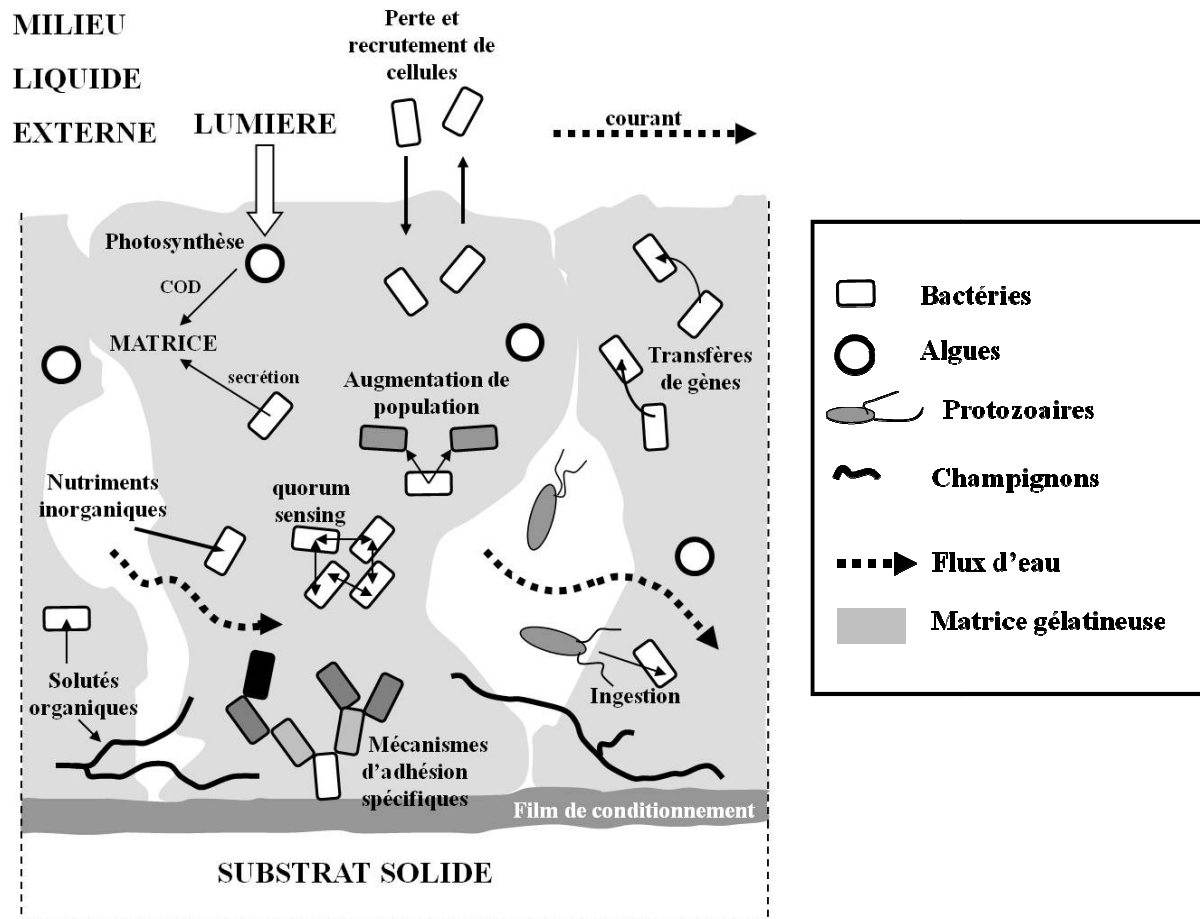 MILIEU
LIQUIDE
EXTERNE
Perte et
recrutement de
cellules
LUMIERE
courant
Photosynthèse
COD
MATRICE
secrétion
Augmentation de
population
Transfères
de gènes
Nutriments
inorganiques
quorum
sensing
Solutés
organiques
Ingestion
Mécanismes
d'adhésion
spécifiques
Film de conditionnement
SUBSTRAT SOLIDE
Bactéries
Algues
Protozoaires
Champignons
Flux d'eau
Matrice gélatineuse